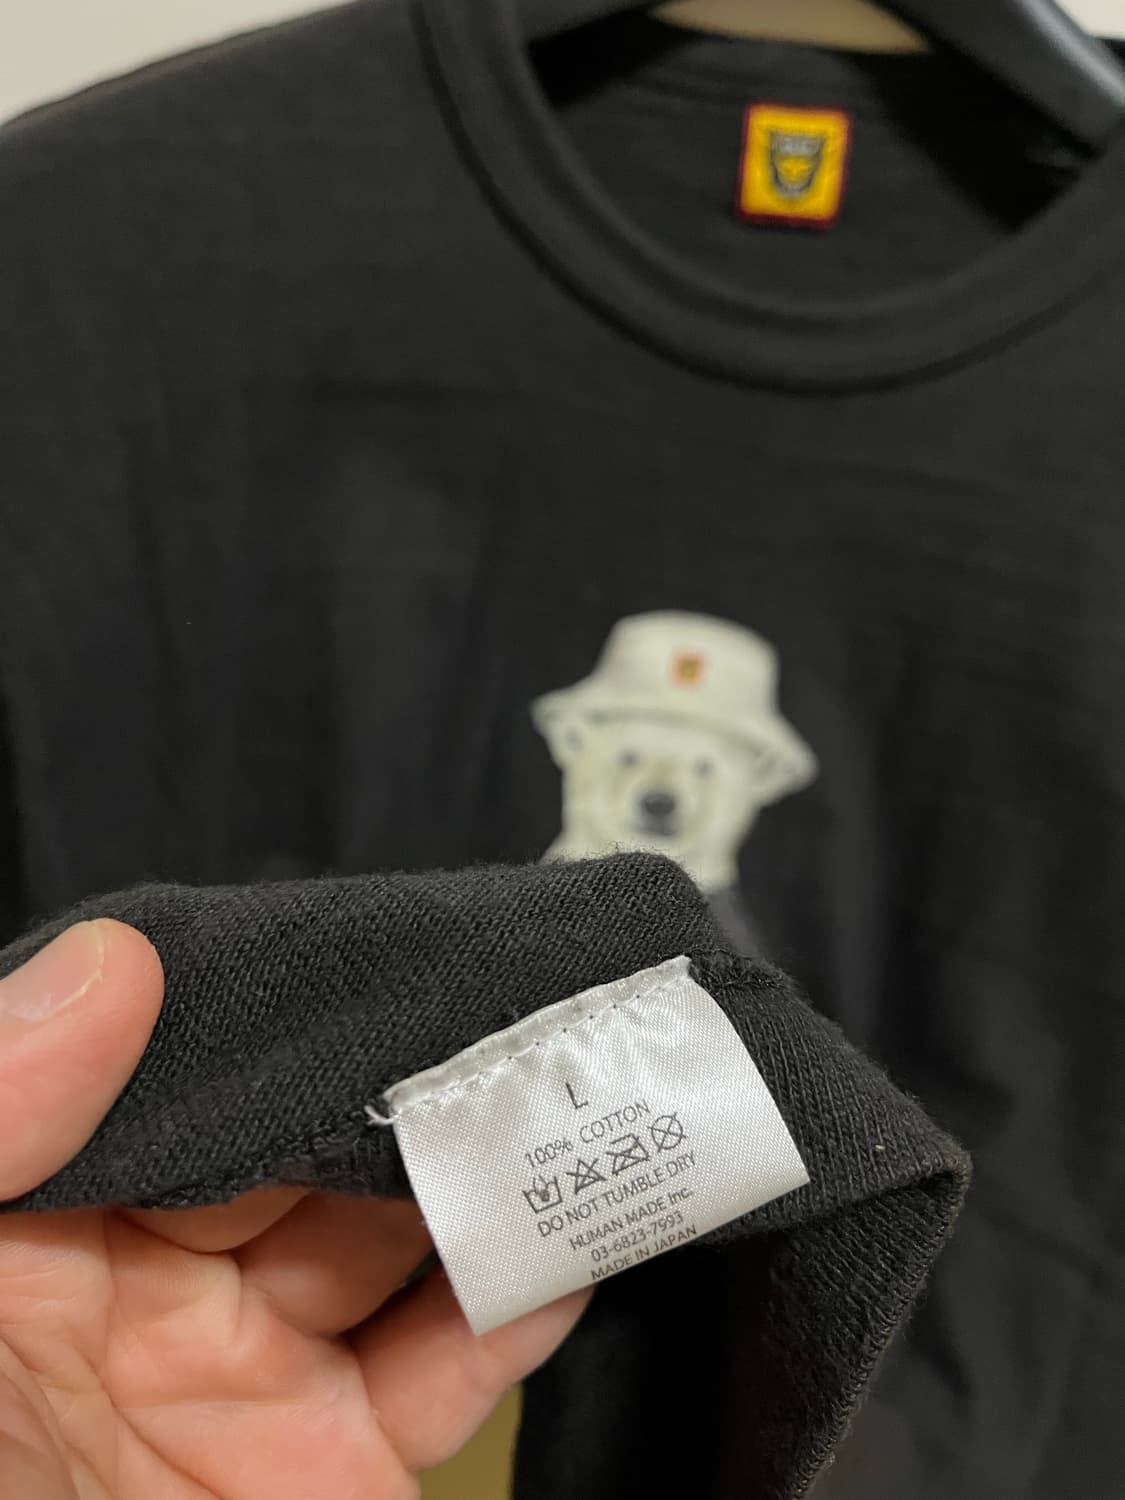 L
100% COTTON
DO NOT TUMBLE DRY
HUMAN MADE Inc.
03-6823-7993
MADE IN JAPAN